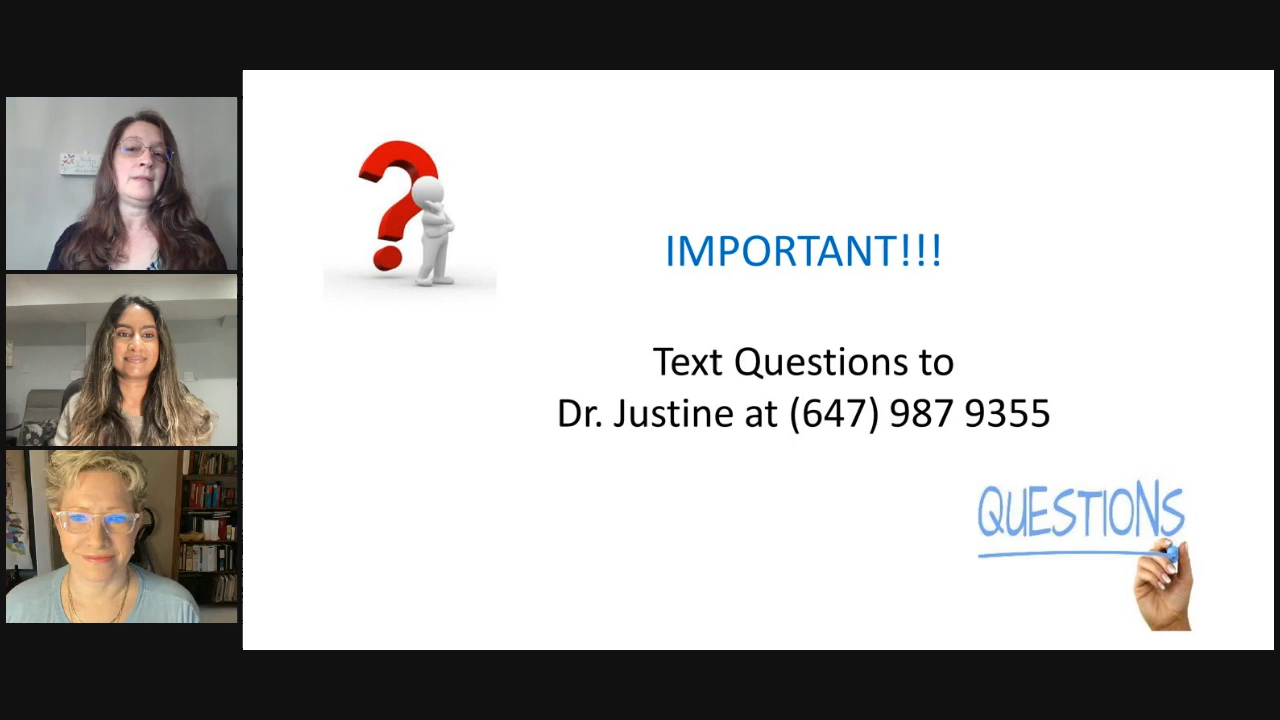 IMPORTANT!!!
Text Questions to
Dr. Justine at (647) 987 9355
QUESTIONS